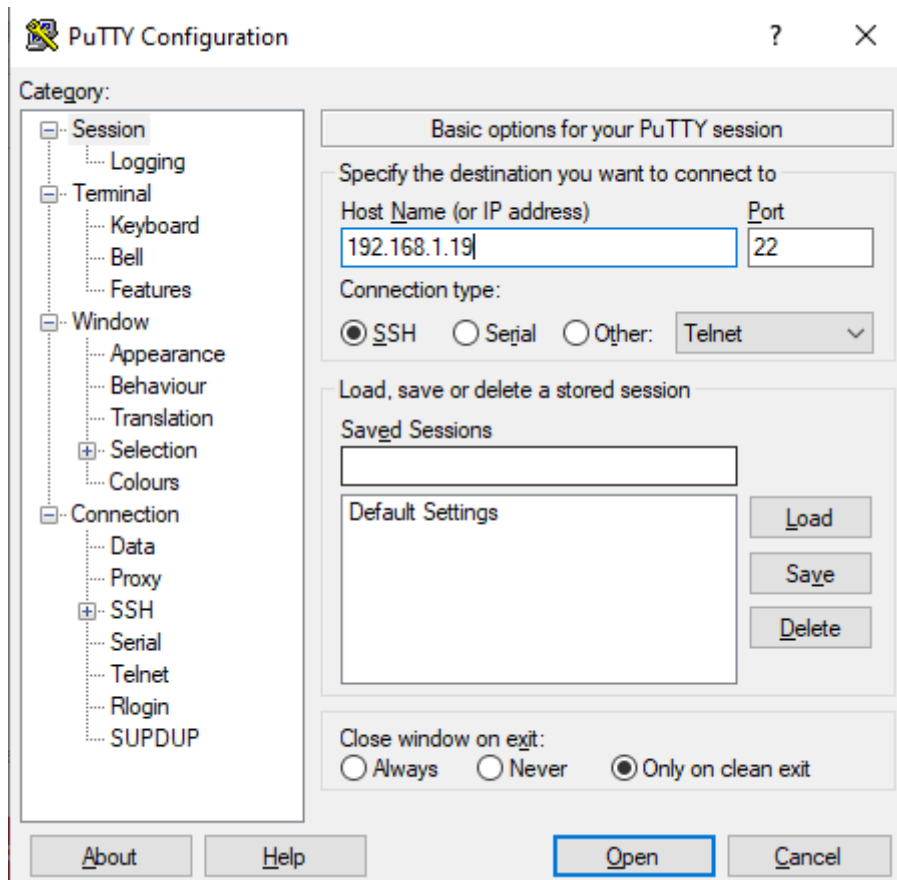 PuTTY Configuration
?
Category:
Session
Logging
Terminal
Keyboard
Bell
Features
Window
Appearance
Behaviour
Translation
Selection
Colours
Connection
Data
Proxy
SSH
Serial
Telnet
Rlogin
SUPDUP
Basic options for your PuTTY session
Specify the destination you want to connect to
Host Name (or IP address) Port
192.168.1.19 22
Connection type:
SSH Serial Other: Telnet
Load, save or delete a stored session
Saved Sessions
Default Settings
Load
Save
Delete
Close window on exit:
Always Never Only on clean exit
About Help Open Cancel